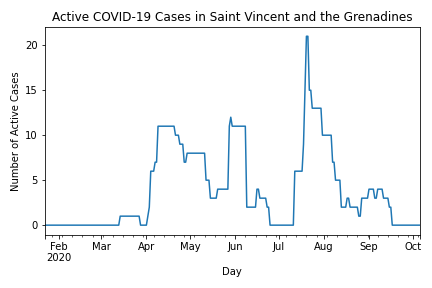 Active COVID-19 Cases in Saint Vincent and the Grenadines
Number of Active Cases
20
15
10
5
0
Feb Mar Apr May Jun Jul Aug Sep Oct
2020
Day